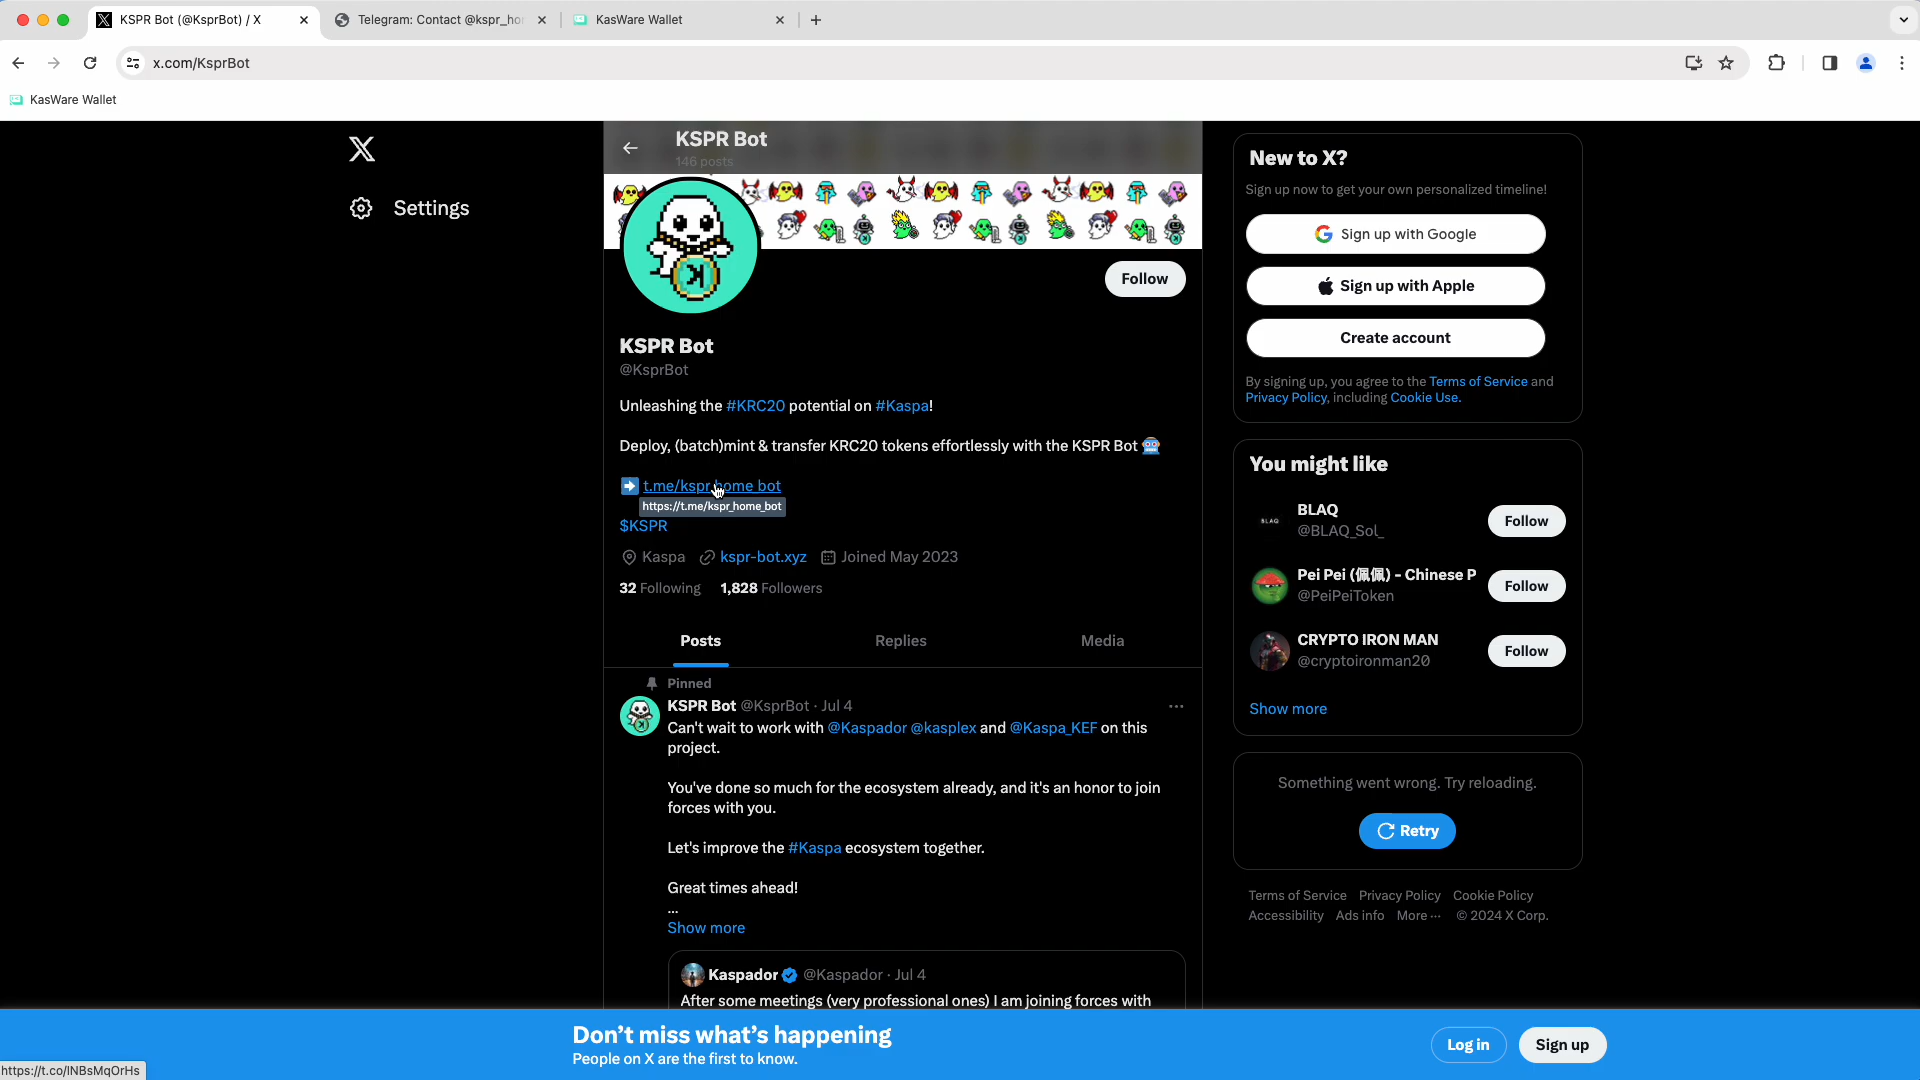 KSPR Bot (@KsprBot) / X
Telegram: Contact @kspr_ho
KasWare Wallet
x.com/KsprBot
KasWare Wallet
Settings
KSPR Bot
146 posts
Follow
KSPR Bot
@KsprBot
Unleashing the #KRC20 potential on #Kaspa!
Deploy, (batch)mint & transfer KRC20 tokens effortlessly with the KSPR Bot
t.me/kspr_home_bot
https://t.me/kspr_home_bot
$KSPR
Kaspa kspr-bot.xyz Joined May 2023
32 Following 1,828 Followers
Posts Replies Media
Pinned
KSPR Bot @KsprBot · Jul 4
Can't wait to work with @Kaspador @kasplex and @Kaspa_KEF on this
project.
You've done so much for the ecosystem already, and it's an honor to join
forces with you.
Let's improve the #Kaspa ecosystem together.
Great times ahead!
...
Show more
Kaspador @Kaspador · Jul 4
After some meetings (very professional ones) I am joining forces with
New to X?
Sign up now to get your own personalized timeline!
Sign up with Google
Sign up with Apple
Create account
By signing up, you agree to the Terms of Service and
Privacy Policy, including Cookie Use.
You might like
BLAQ
BLAQ
@BLAQ_Sol_
Follow
Pei Pei (佩佩) - Chinese P
@PeiPeiToken
Follow
CRYPTO IRON MAN
@cryptoironman20
Follow
Show more
Something went wrong. Try reloading.
Retry
Terms of Service Privacy Policy Cookie Policy
Accessibility Ads info More ··· © 2024 X Corp.
Don’t miss what’s happening
People on X are the first to know.
Log in
Sign up
https://t.co/lNBsMqOrHs